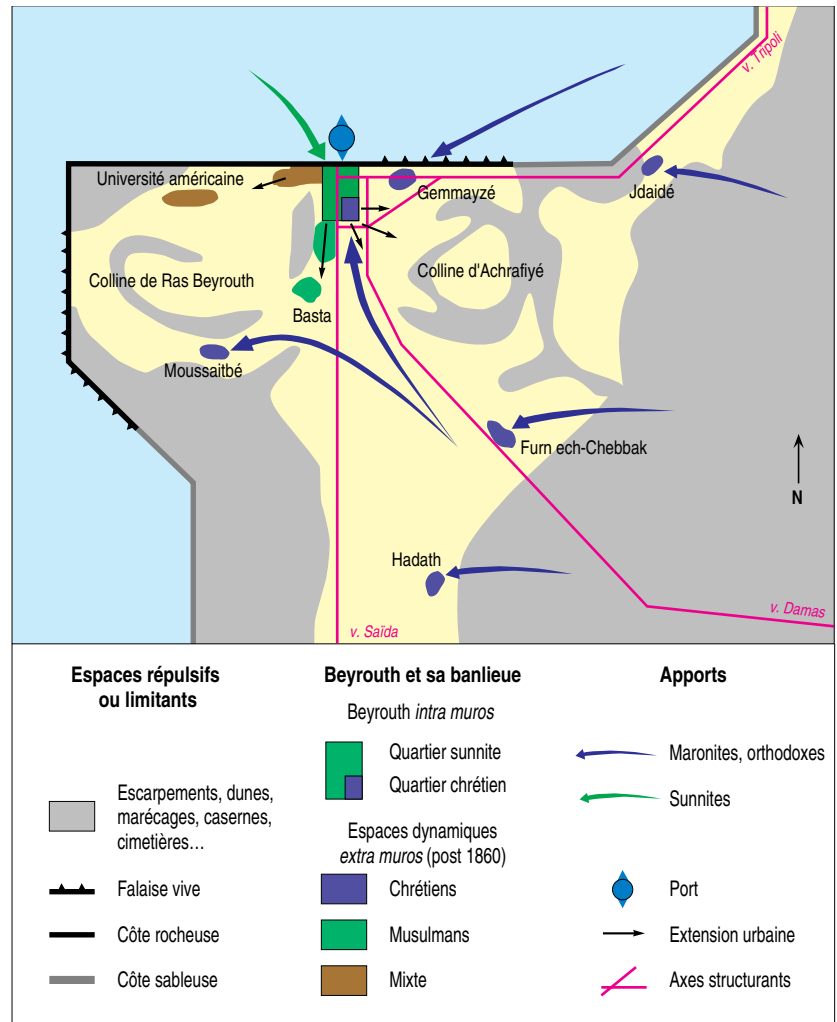 v. Tripoli
Université américaine
Gemmayzé
Jdaidé
Colline de Ras Beyrouth
Colline d'Achrafiyé
Basta
Moussaitbé
Furn ech-Chebbak
N
Hadath
v. Saïda
v. Damas
Espaces répulsifs
ou limitants
Escarpements, dunes,
marécages, casernes,
cimetières...
Falaise vive
Côte rocheuse
Côte sableuse
Beyrouth et sa banlieue
Beyrouth intra muros
Quartier sunnite
Quartier chrétien
Espaces dynamiques
extra muros (post 1860)
Chrétiens
Musulmans
Mixte
Apports
Maronites, orthodoxes
Sunnites
Port
Extension urbaine
Axes structurants